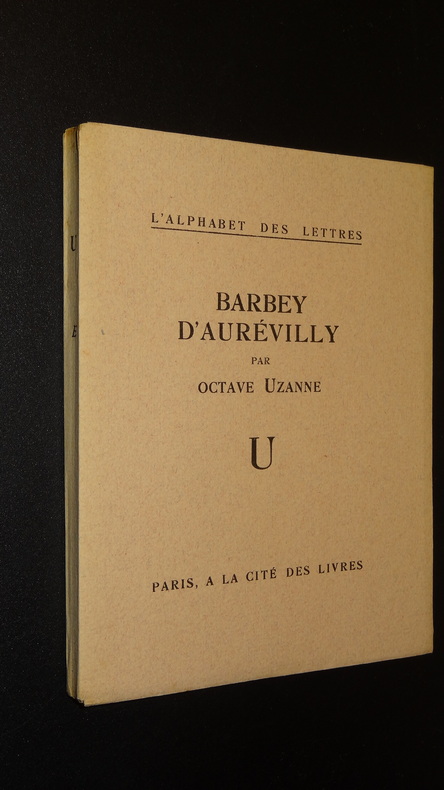 L'ALPHABET DES LETTRES
BARBEY
D'AURÉVILLY
PAR
OCTAVE UZANNE
U
PARIS, A LA CITÉ DES LIVRES
U